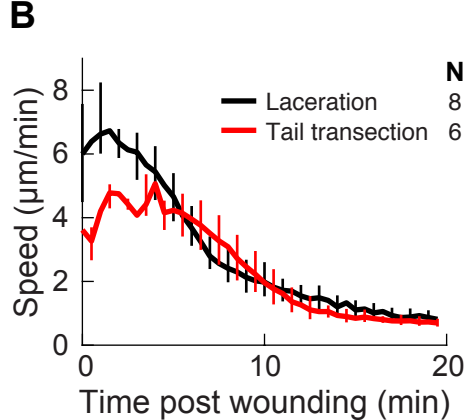 B
N
Laceration 8
Tail transection 6
Speed (µm/min)
8
6
4
2
0
0 10 20
Time post wounding (min)